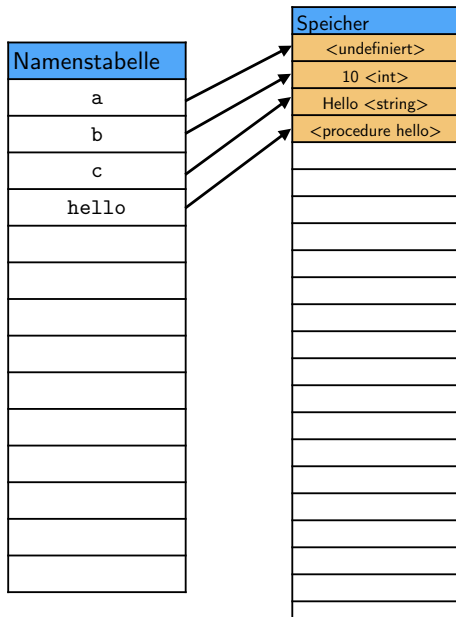 Speicher
<undefiniert>
10 <int>
Hello <string>
<procedure hello>
Namenstabelle
a
b
c
hello